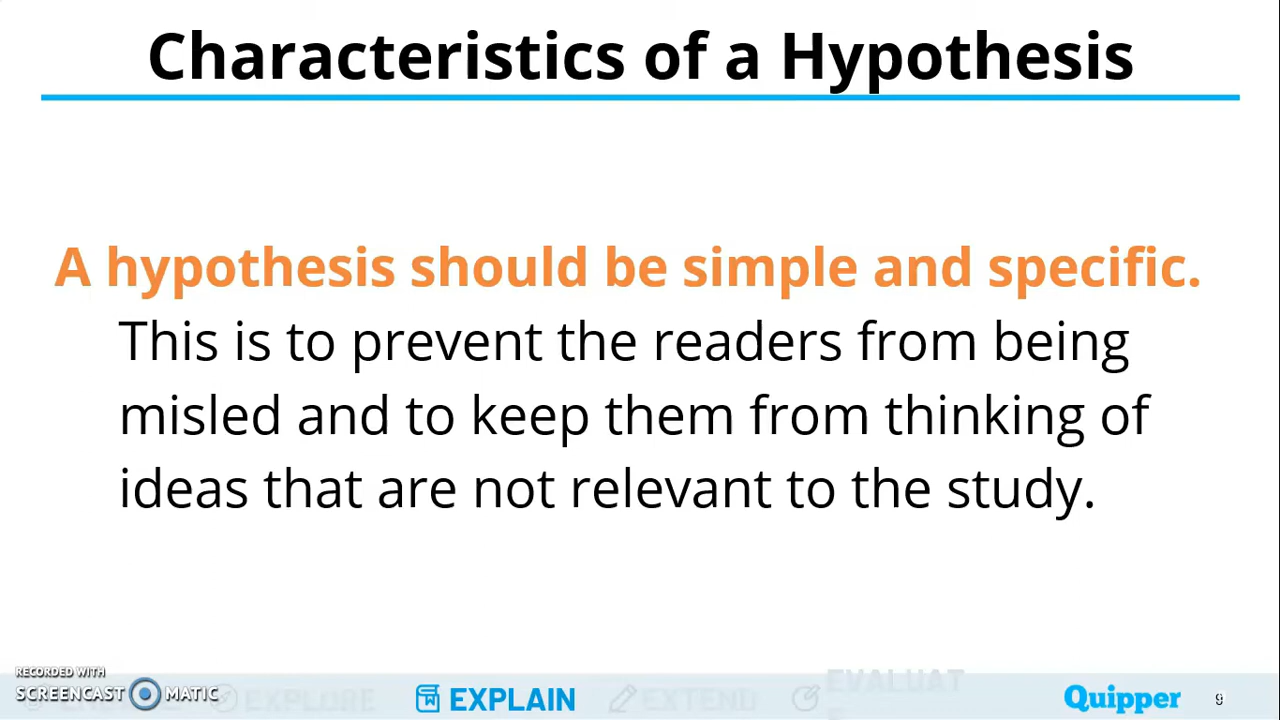 Characteristics of a Hypothesis
A hypothesis should be simple and specific.
This is to prevent the readers from being
misled and to keep them from thinking of
ideas that are not relevant to the study.
RECORDED WITH
SCREENCAST MATIC
EXPLORE
EXPLAIN
EXTEND
EVALUAT
Quipper
9